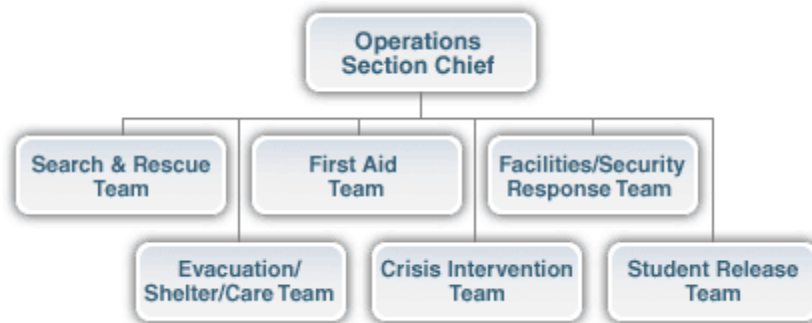 Operations
Section Chief
Search & Rescue
Team
First Aid
Team
Facilities/Security
Response Team
Evacuation/
Shelter/Care Team
Crisis Intervention
Team
Student Release
Team